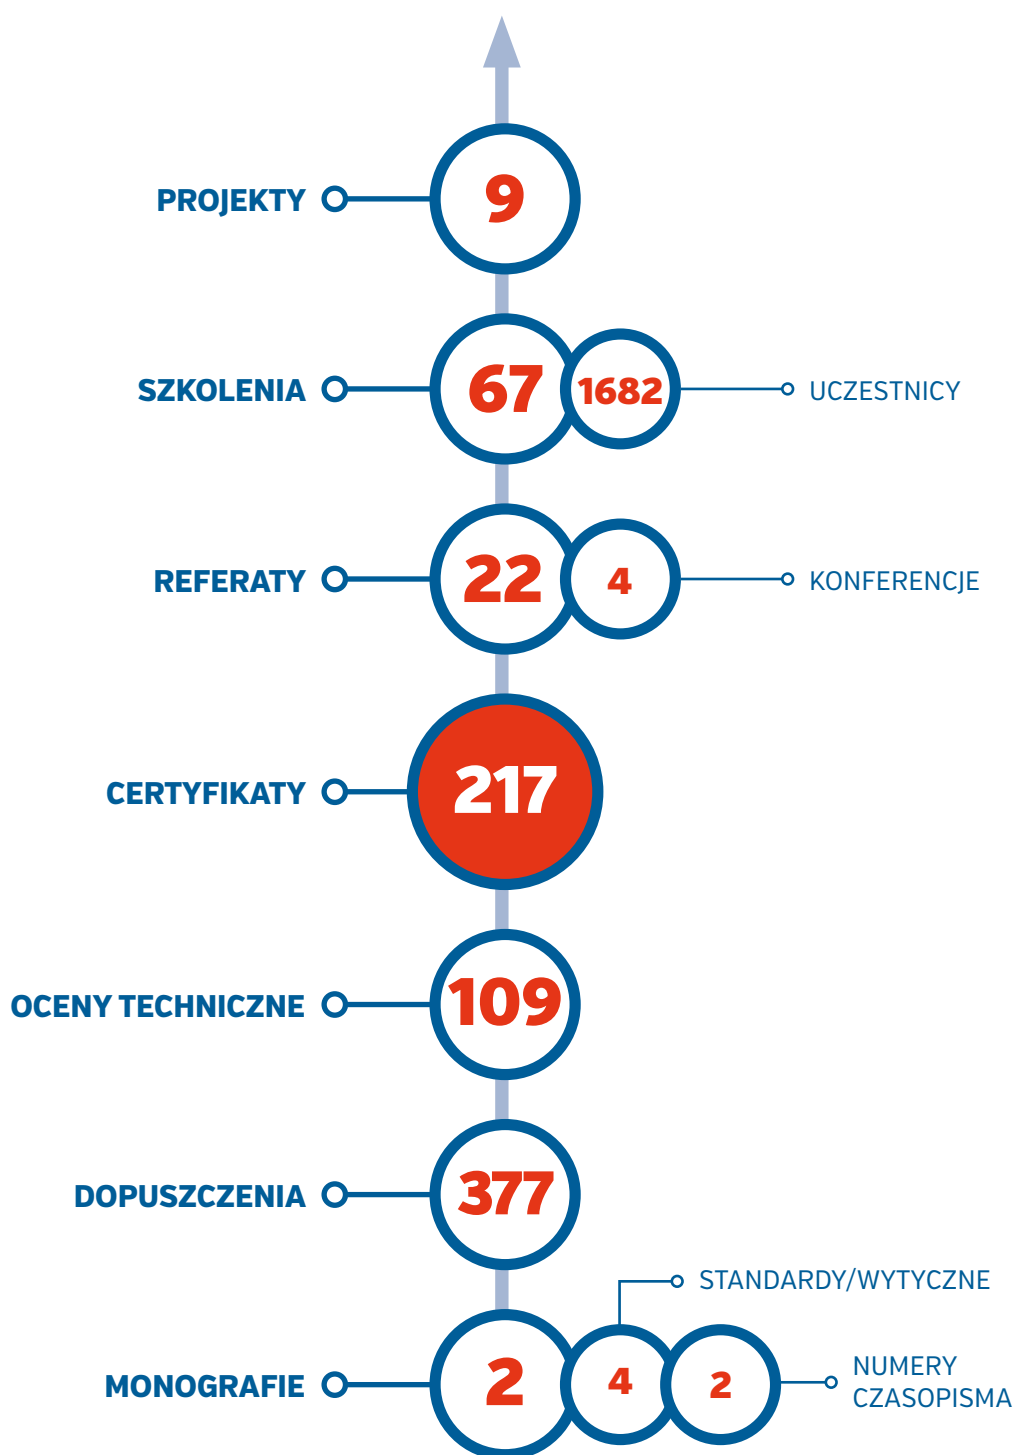 PROJEKTY
9
SZKOLENIA
67
1682
UCZESTNICY
REFERATY
22
4
KONFERENCJE
CERTYFIKATY
217
OCENY TECHNICZNE
109
DOPUSZCZENIA
377
STANDARDY/WYTYCZNE
MONOGRAFIE
2
4
2
NUMERY
CZASOPISMA